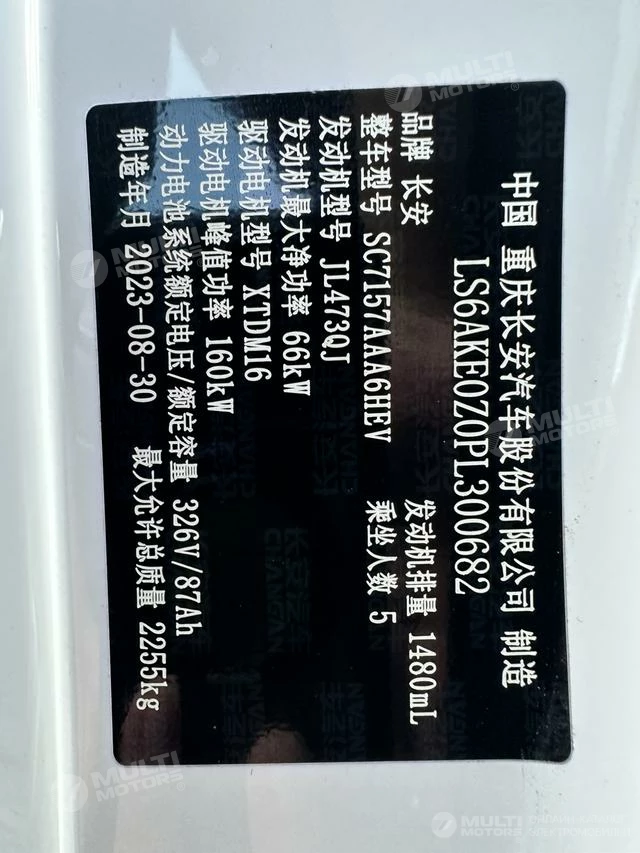 中国 重庆长安汽车股份有限公司 制造
LS6AKE0Z0PL300682
品牌 长安
发动机排量 1480mL
整车型号 SC7157AAA6HEV
乘坐人数 5
发动机型号 JL473QJ
发动机最大净功率 66kW
驱动电机型号 XTDM16
驱动电机峰值功率 160kW
动力电池系统额定电压/额定容量 326V/87Ah
制造年月 2023-08-30
最大允许总质量 2255kg
MULTI MOTORS